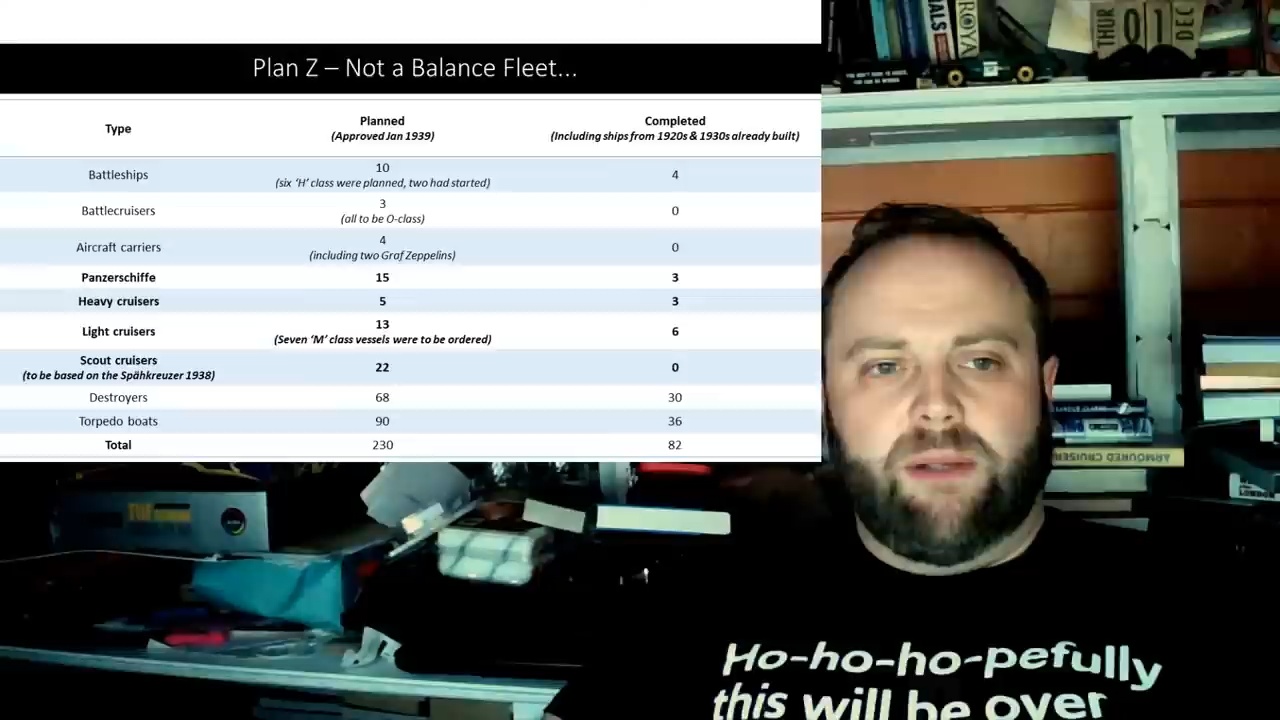 Plan Z – Not a Balance Fleet...
Type
Planned
(Approved Jan 1939)
Completed
(Including ships from 1920s & 1930s already built)
Battleships
10
(six ‘H’ class were planned, two had started)
4
Battlecruisers
3
(all to be O-class)
0
Aircraft carriers
4
(including two Graf Zeppelins)
0
Panzerschiffe
15
3
Heavy cruisers
5
3
Light cruisers
13
(Seven ‘M’ class vessels were to be ordered)
6
Scout cruisers
(to be based on the Spähkreuzer 1938)
22
0
Destroyers
68
30
Torpedo boats
90
36
Total
230
82
THUR
01
DEC
ARMOURED CRUISERS
LONDON
Ho-ho-ho-pefully
this will be over